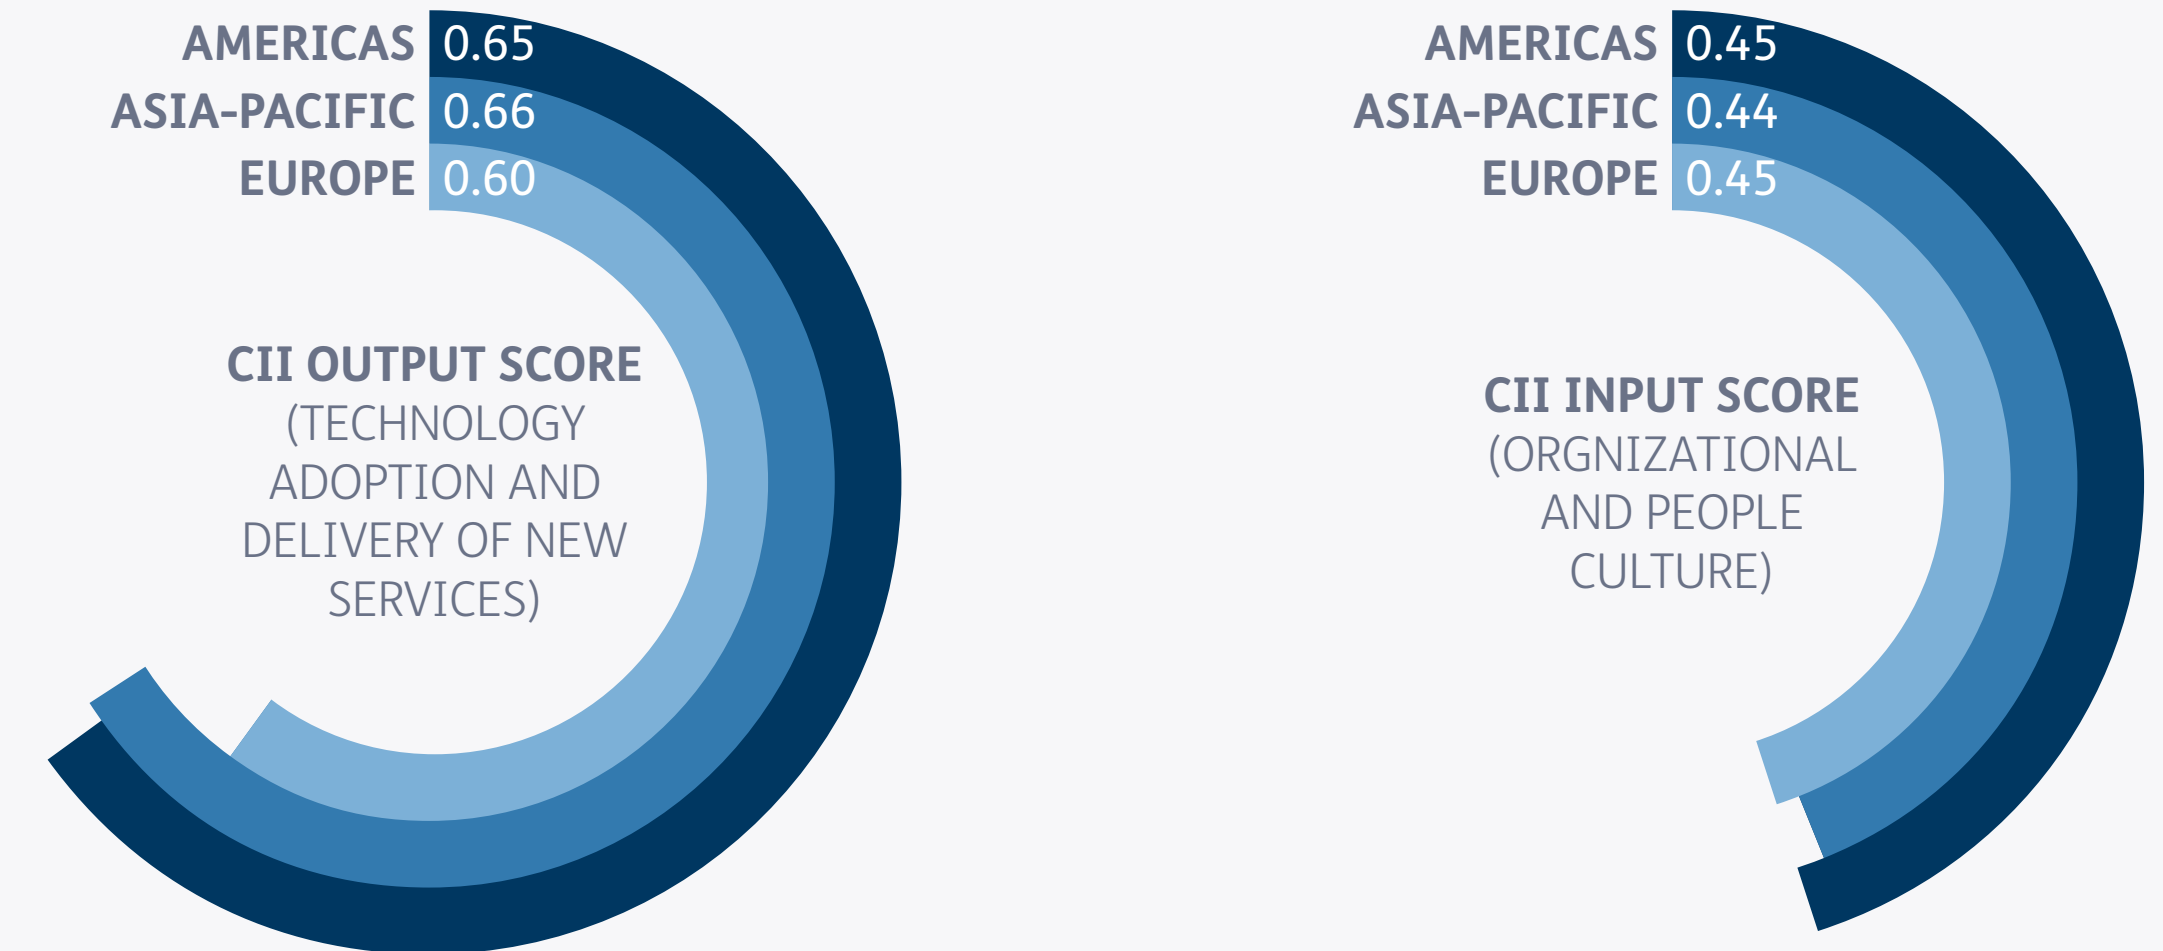 AMERICAS 0.65
ASIA-PACIFIC 0.66
EUROPE 0.60
CII OUTPUT SCORE
(TECHNOLOGY
ADOPTION AND
DELIVERY OF NEW
SERVICES)
AMERICAS 0.45
ASIA-PACIFIC 0.44
EUROPE 0.45
CII INPUT SCORE
(ORGNIZATIONAL
AND PEOPLE
CULTURE)